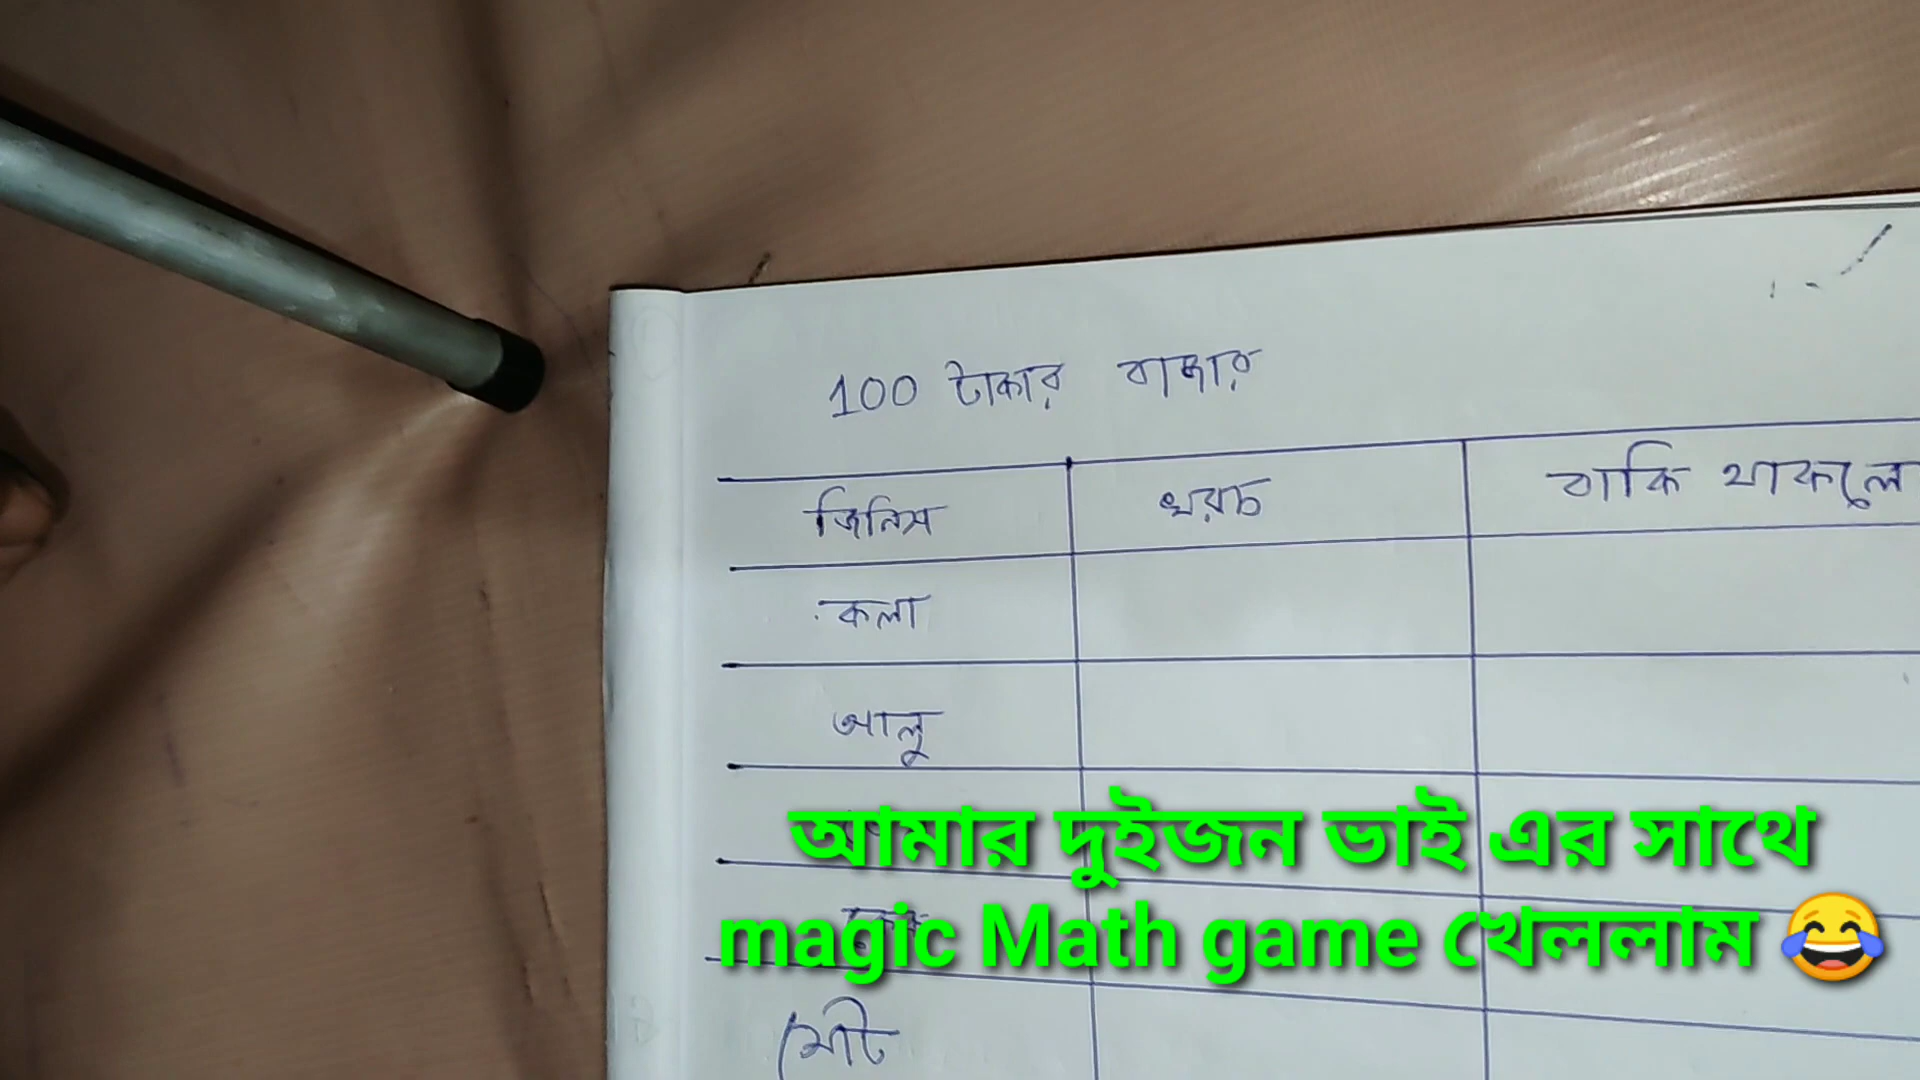 100 টাকার বাজার
জিনিস খরচ বাকি থাকলো
কলা
আলু
আমার দুইজন ভাই এর সাথে
magic Math game খেললাম 😂
মোট